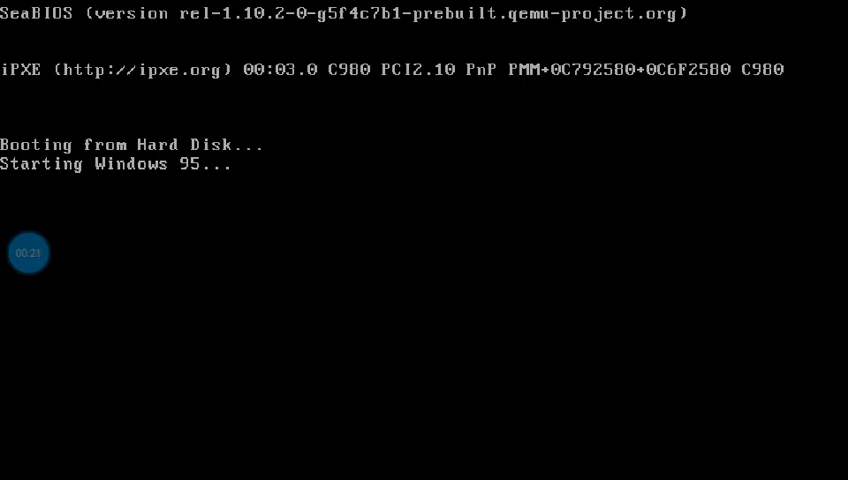 SeaBIOS (version rel-1.10.2-0-g5f4c7b1-prebuilt.qemu-project.org)
iPXE (http://ipxe.org) 00:03.0 C980 PCI2.10 PnP PMM+0C792580+0C6F2580 C980
Booting from Hard Disk...
Starting Windows 95...
00:21